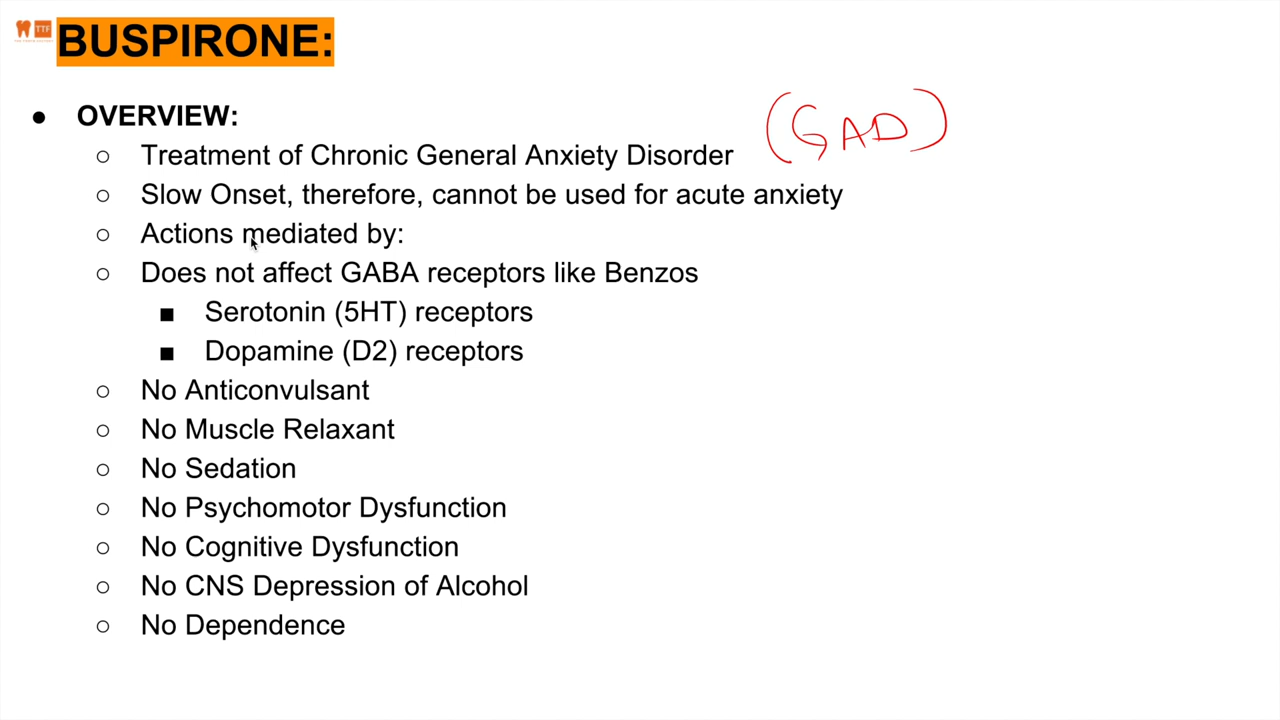 TTF
BUSPIRONE:
● OVERVIEW:
(GAD)
○ Treatment of Chronic General Anxiety Disorder
○ Slow Onset, therefore, cannot be used for acute anxiety
○ Actions mediated by:
○ Does not affect GABA receptors like Benzos
■ Serotonin (5HT) receptors
■ Dopamine (D2) receptors
○ No Anticonvulsant
○ No Muscle Relaxant
○ No Sedation
○ No Psychomotor Dysfunction
○ No Cognitive Dysfunction
○ No CNS Depression of Alcohol
○ No Dependence